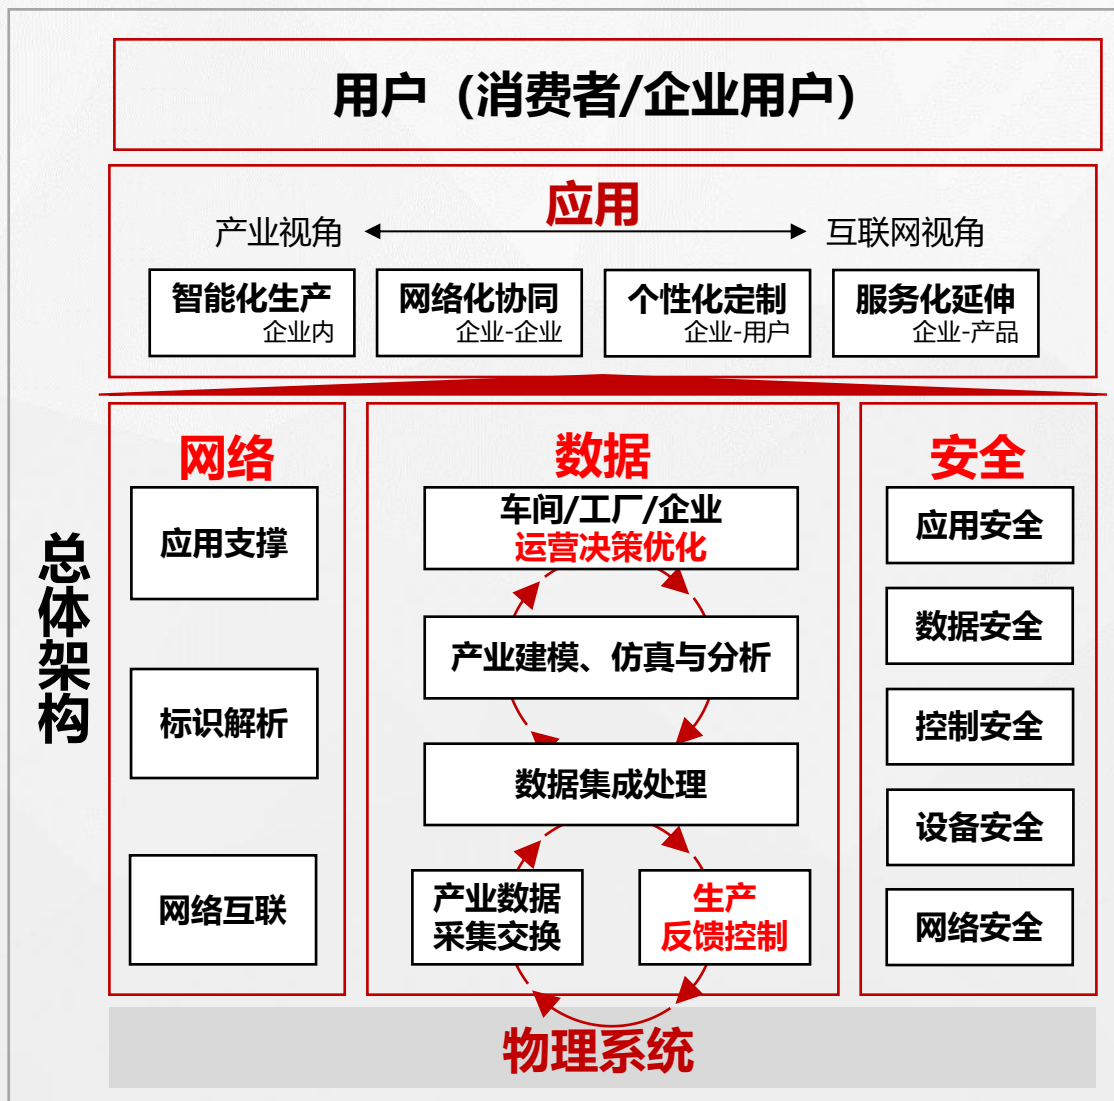 用户（消费者/企业用户）
应用
产业视角
互联网视角
智能化生产
企业内
网络化协同
企业-企业
个性化定制
企业-用户
服务化延伸
企业-产品
总体架构
网络
应用支撑
标识解析
网络互联
数据
车间/工厂/企业
运营决策优化
产业建模、仿真与分析
数据集成处理
产业数据
采集交换
生产
反馈控制
安全
应用安全
数据安全
控制安全
设备安全
网络安全
物理系统